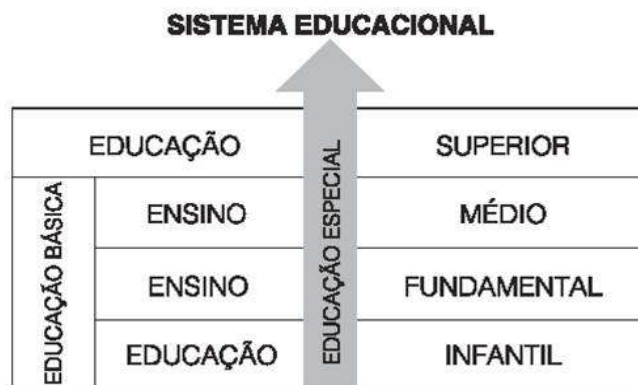 SISTEMA EDUCACIONAL
EDUCAÇÃO SUPERIOR
ENSINO MÉDIO
ENSINO FUNDAMENTAL
EDUCAÇÃO INFANTIL
EDUCAÇÃO BÁSICA
EDUCAÇÃO ESPECIAL